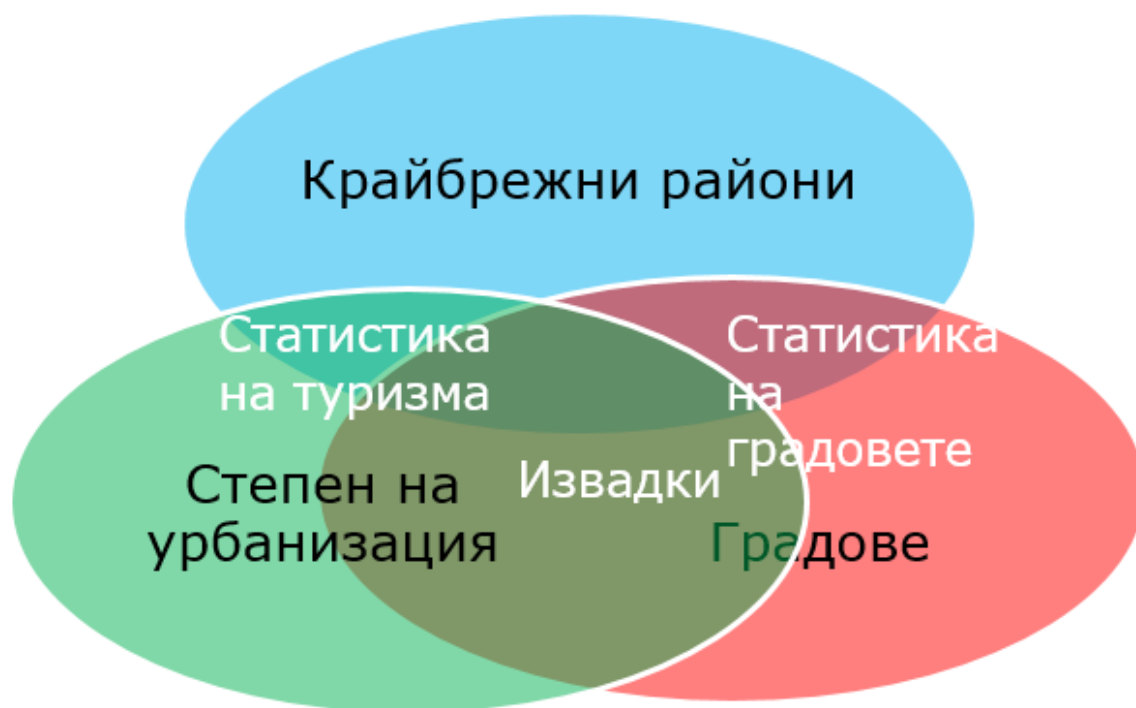 Крайбрежни райони
Статистика
на туризма
Статистика
на
градовете
Степен на
урбанизация
Извадки
Градове